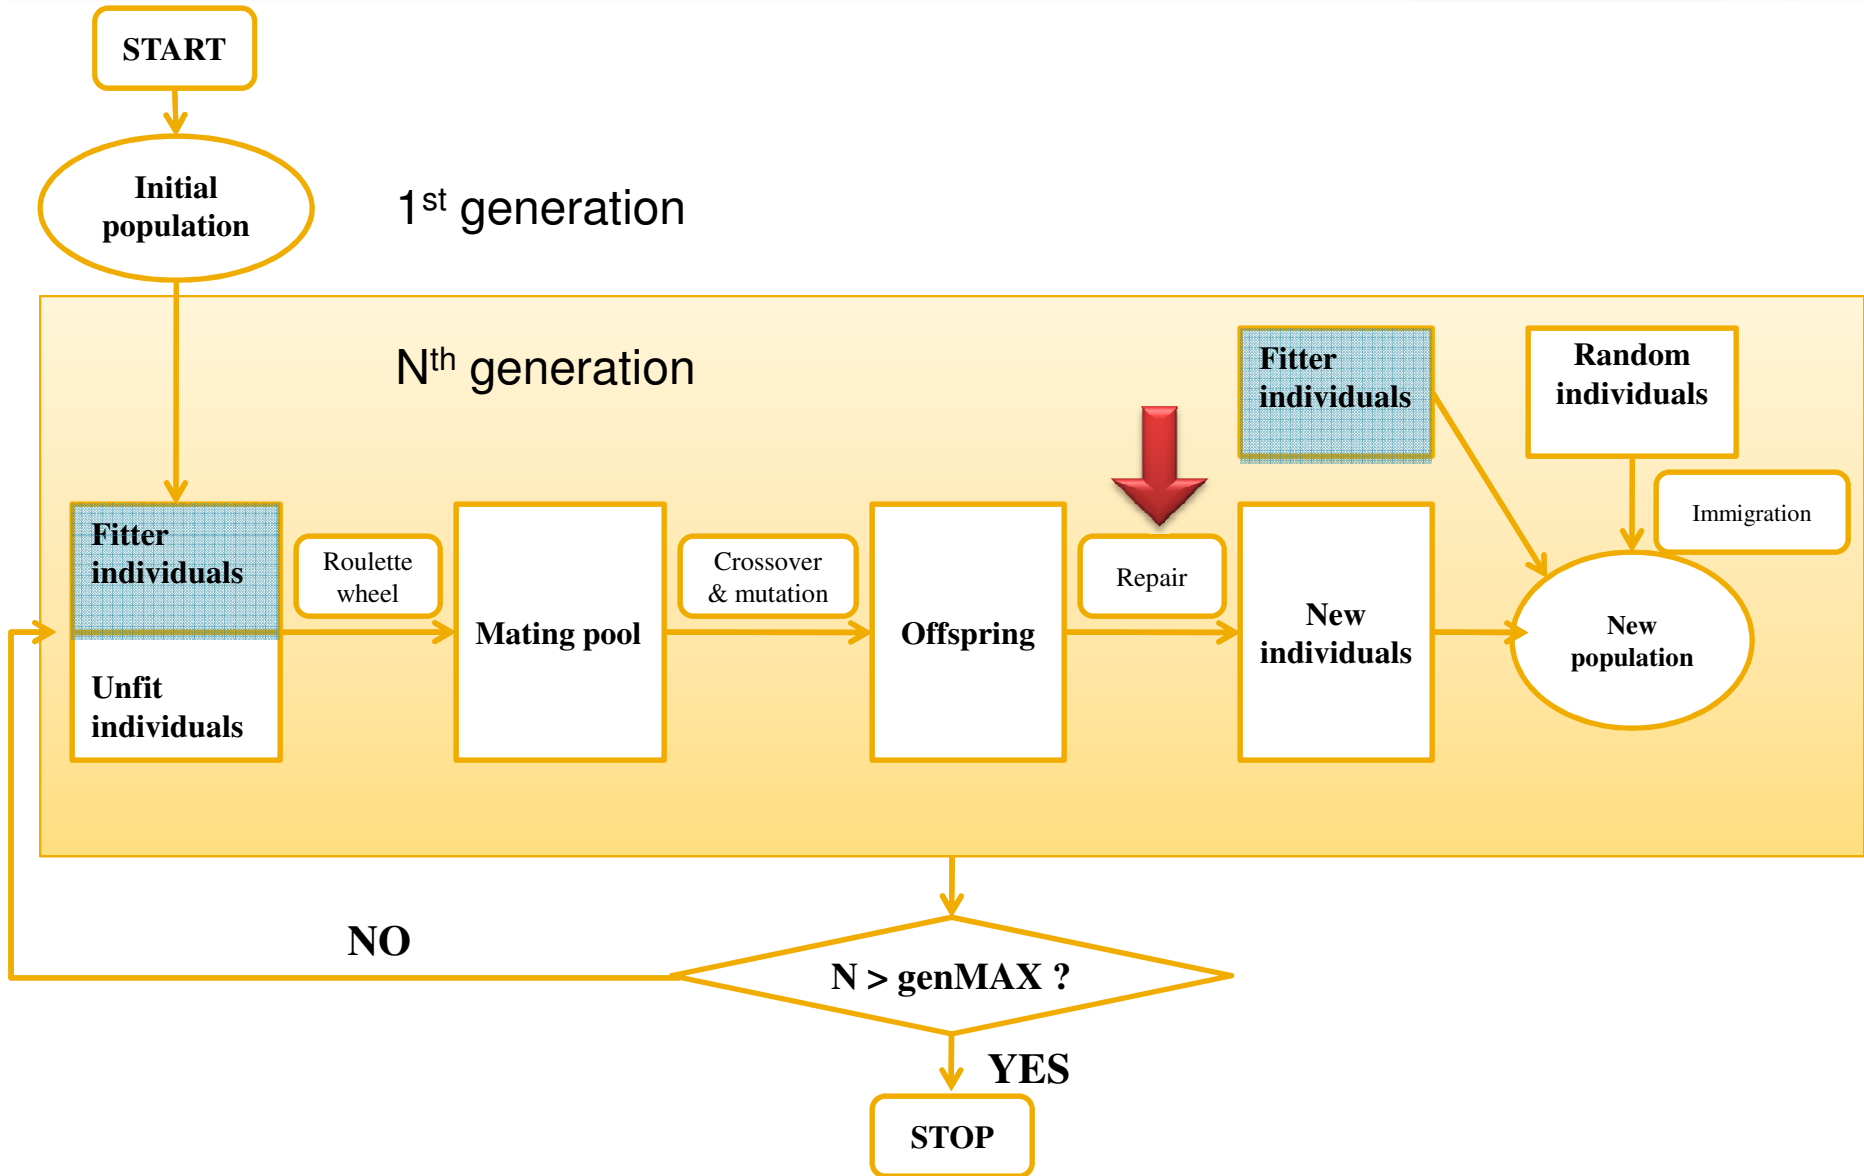 START
Initial
population
1st generation
Nth generation
Fitter
individuals
Random
individuals
Immigration
Fitter
individuals
Unfit
individuals
Roulette
wheel
Mating pool
Crossover
& mutation
Offspring
Repair
New
individuals
New
population
NO
N > genMAX ?
YES
STOP